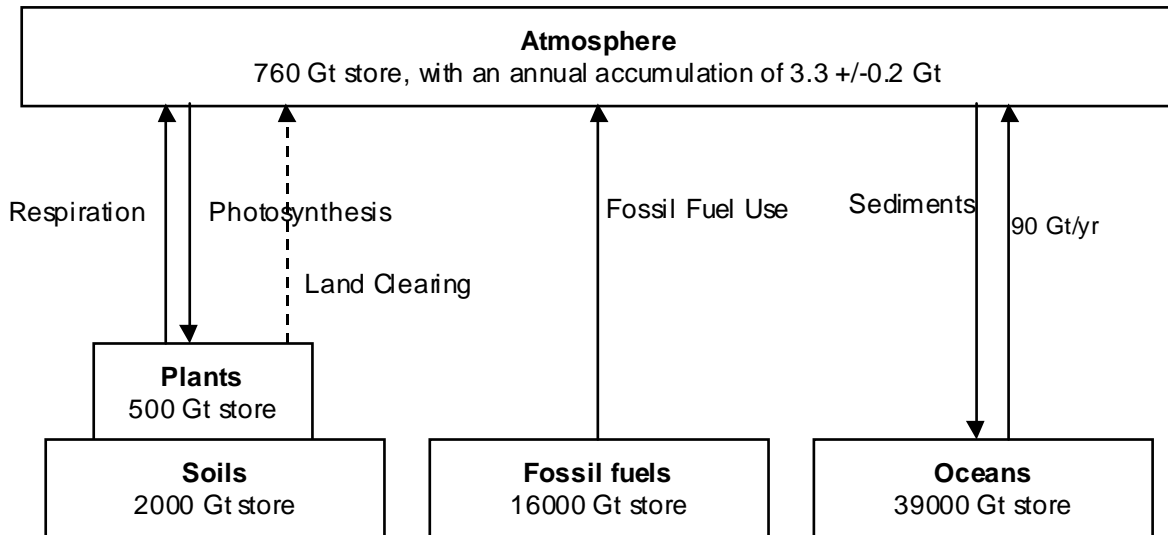 Atmosphere
760 Gt store, with an annual accumulation of 3.3 +/-0.2 Gt
Respiration
Photosynthesis
Land Clearing
Fossil Fuel Use
Sediments
90 Gt/yr
Plants
500 Gt store
Soils
2000 Gt store
Fossil fuels
16000 Gt store
Oceans
39000 Gt store